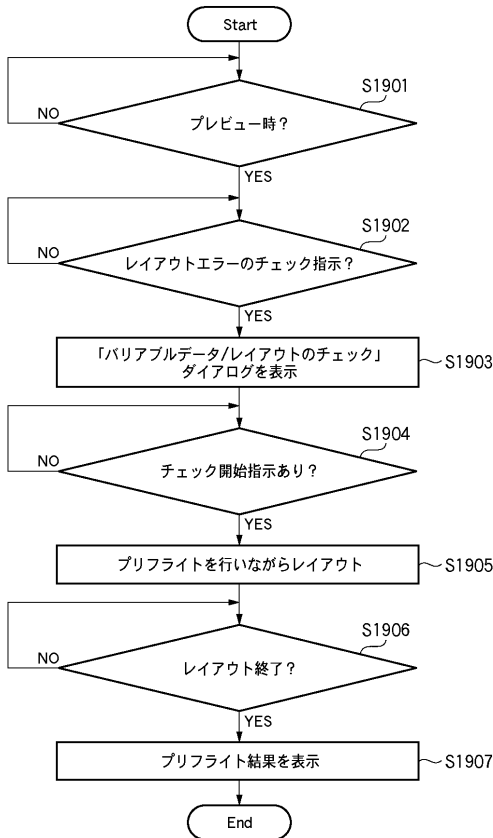 Start
S1901
プレビュー時？
NO
YES
S1902
レイアウトエラーのチェック指示？
NO
YES
「バリアブルデータ/レイアウトのチェック」
ダイアログを表示
S1903
S1904
チェック開始指示あり？
NO
YES
プリフライトを行いながらレイアウト
S1905
S1906
レイアウト終了？
NO
YES
プリフライト結果を表示
S1907
End